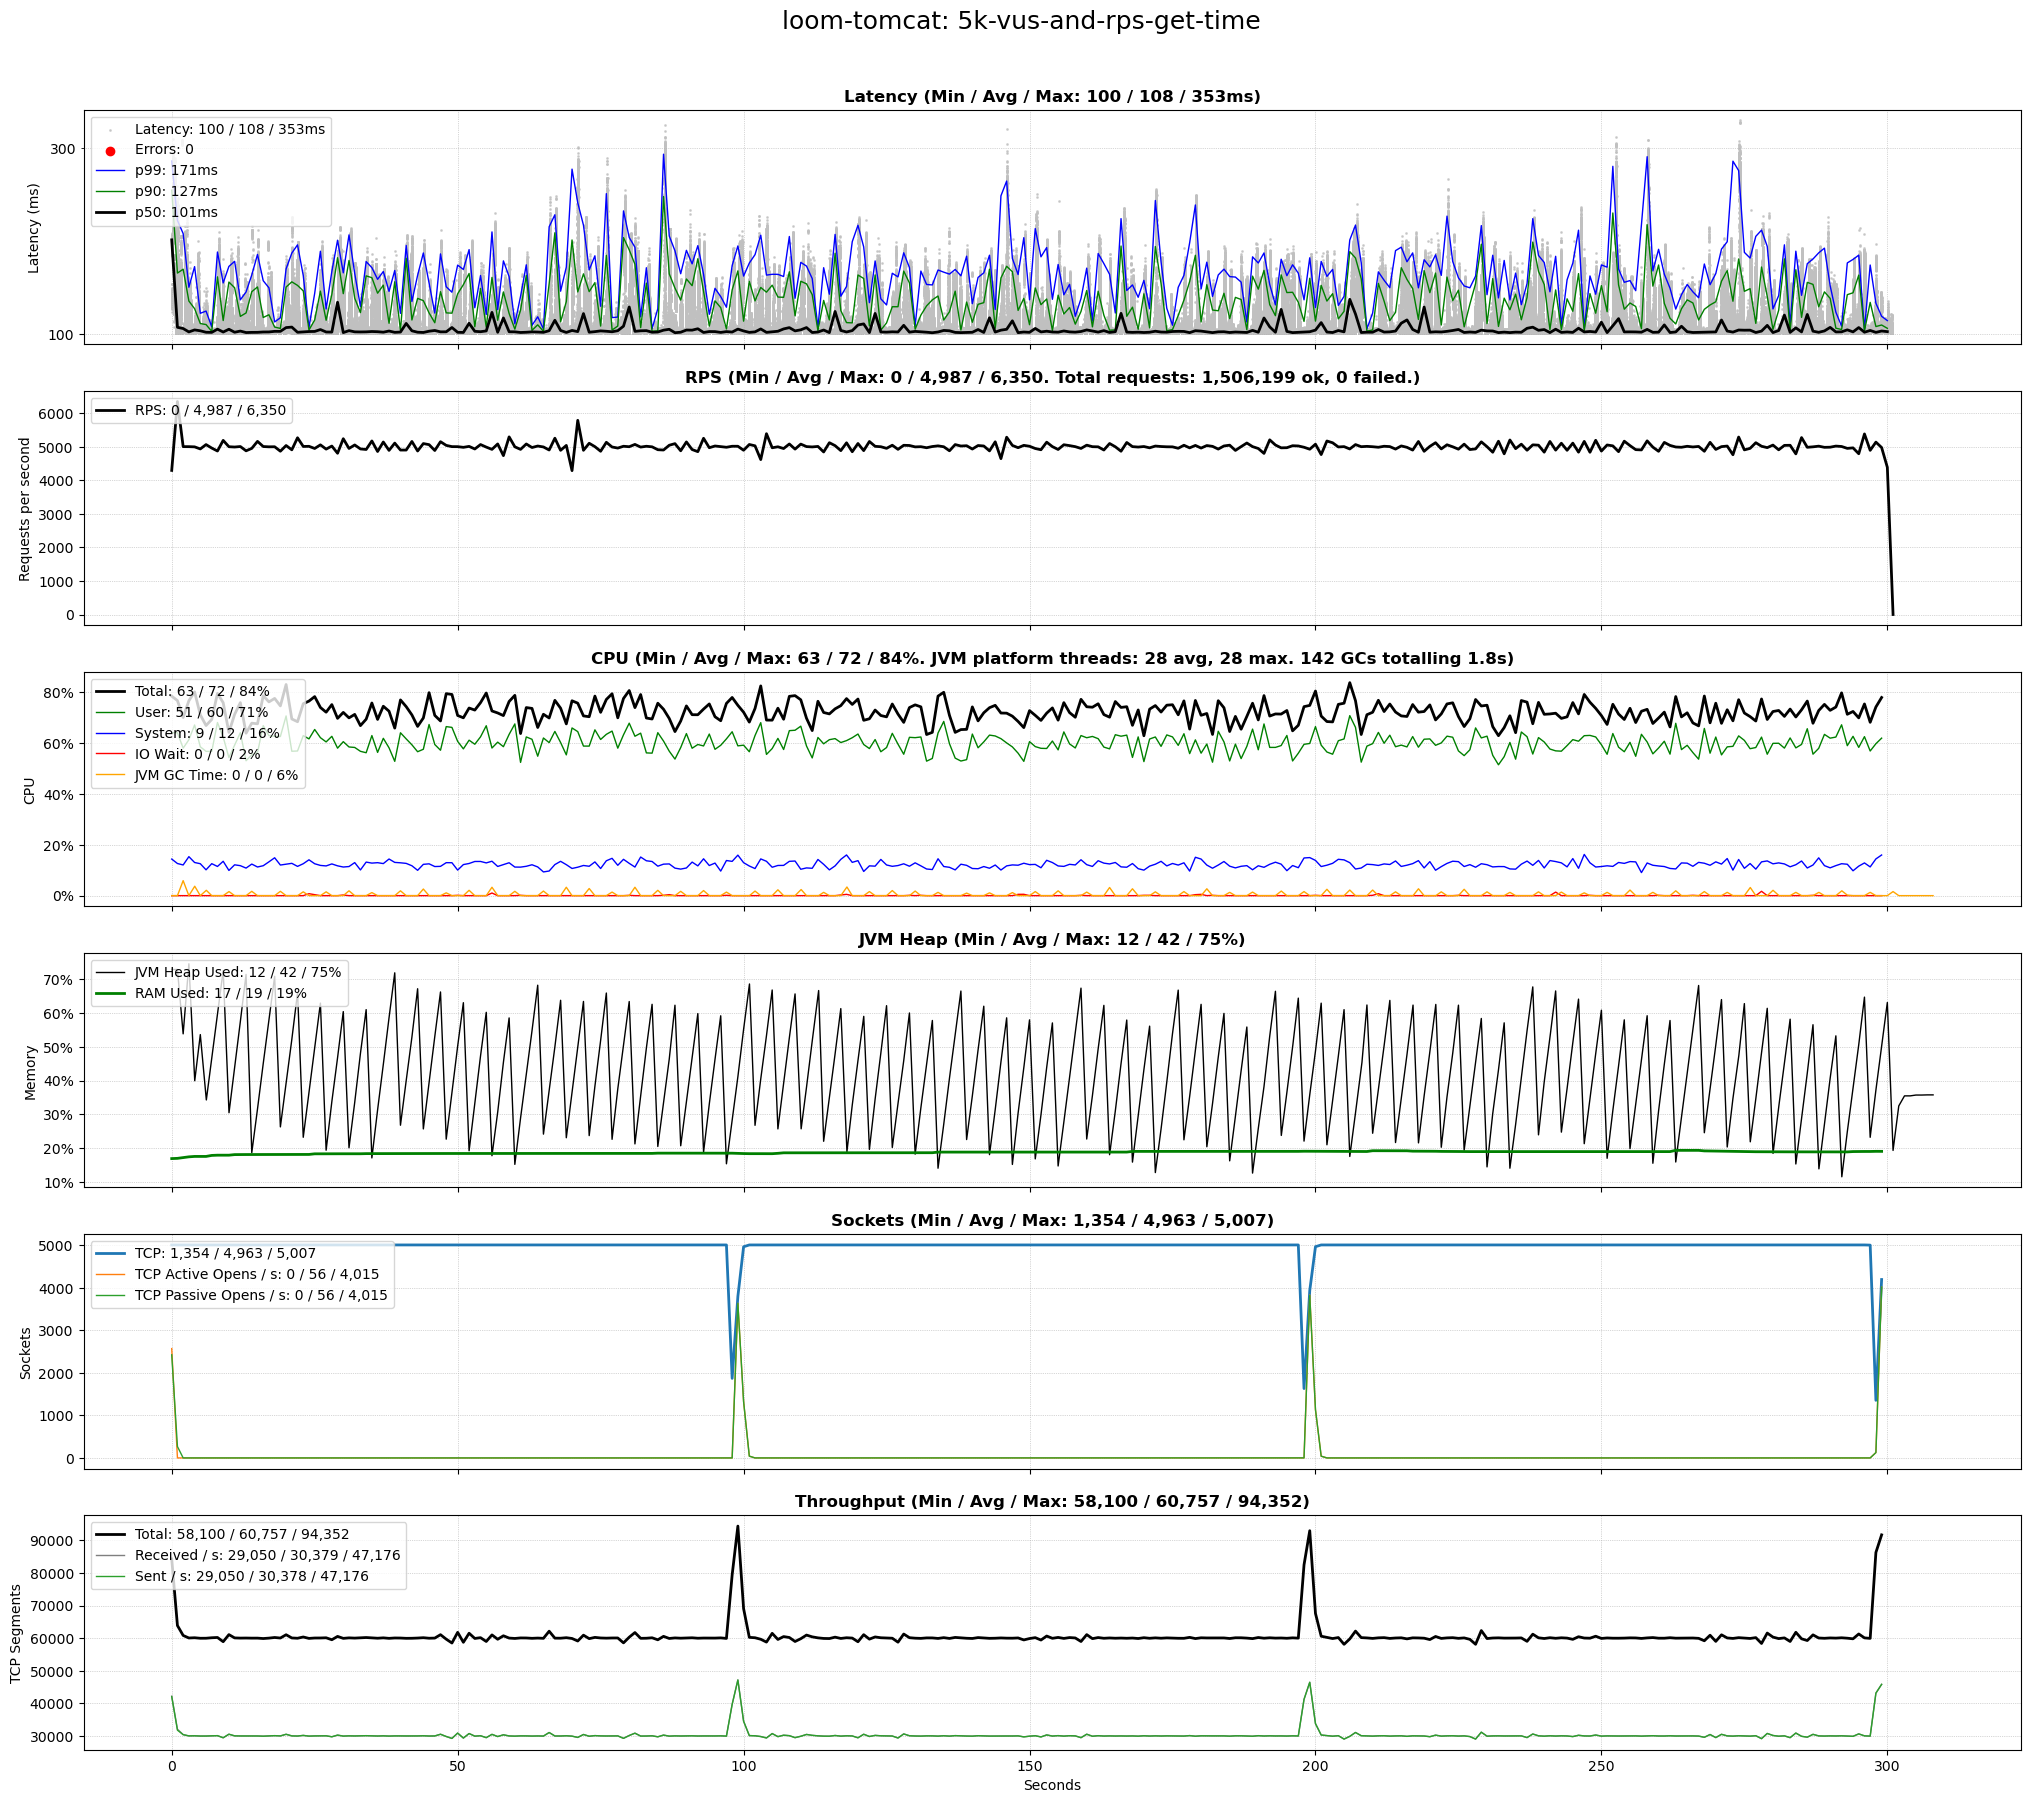 loom-tomcat: 5k-vus-and-rps-get-time
Latency (Min / Avg / Max: 100 / 108 / 353ms)
Latency: 100 / 108 / 353ms
Errors: 0
p99: 171ms
p90: 127ms
p50: 101ms
Latency (ms)
300
100
RPS (Min / Avg / Max: 0 / 4,987 / 6,350. Total requests: 1,506,199 ok, 0 failed.)
RPS: 0 / 4,987 / 6,350
Requests per second
6000
5000
4000
3000
2000
1000
0
CPU (Min / Avg / Max: 63 / 72 / 84%. JVM platform threads: 28 avg, 28 max. 142 GCs totalling 1.8s)
Total: 63 / 72 / 84%
User: 51 / 60 / 71%
System: 9 / 12 / 16%
IO Wait: 0 / 0 / 2%
JVM GC Time: 0 / 0 / 6%
CPU
80%
60%
40%
20%
0%
JVM Heap (Min / Avg / Max: 12 / 42 / 75%)
JVM Heap Used: 12 / 42 / 75%
RAM Used: 17 / 19 / 19%
Memory
70%
60%
50%
40%
30%
20%
10%
Sockets (Min / Avg / Max: 1,354 / 4,963 / 5,007)
TCP: 1,354 / 4,963 / 5,007
TCP Active Opens / s: 0 / 56 / 4,015
TCP Passive Opens / s: 0 / 56 / 4,015
Sockets
5000
4000
3000
2000
1000
0
Throughput (Min / Avg / Max: 58,100 / 60,757 / 94,352)
Total: 58,100 / 60,757 / 94,352
Received / s: 29,050 / 30,379 / 47,176
Sent / s: 29,050 / 30,378 / 47,176
TCP Segments
90000
80000
70000
60000
50000
40000
30000
0 50 100 150 200 250 300
Seconds